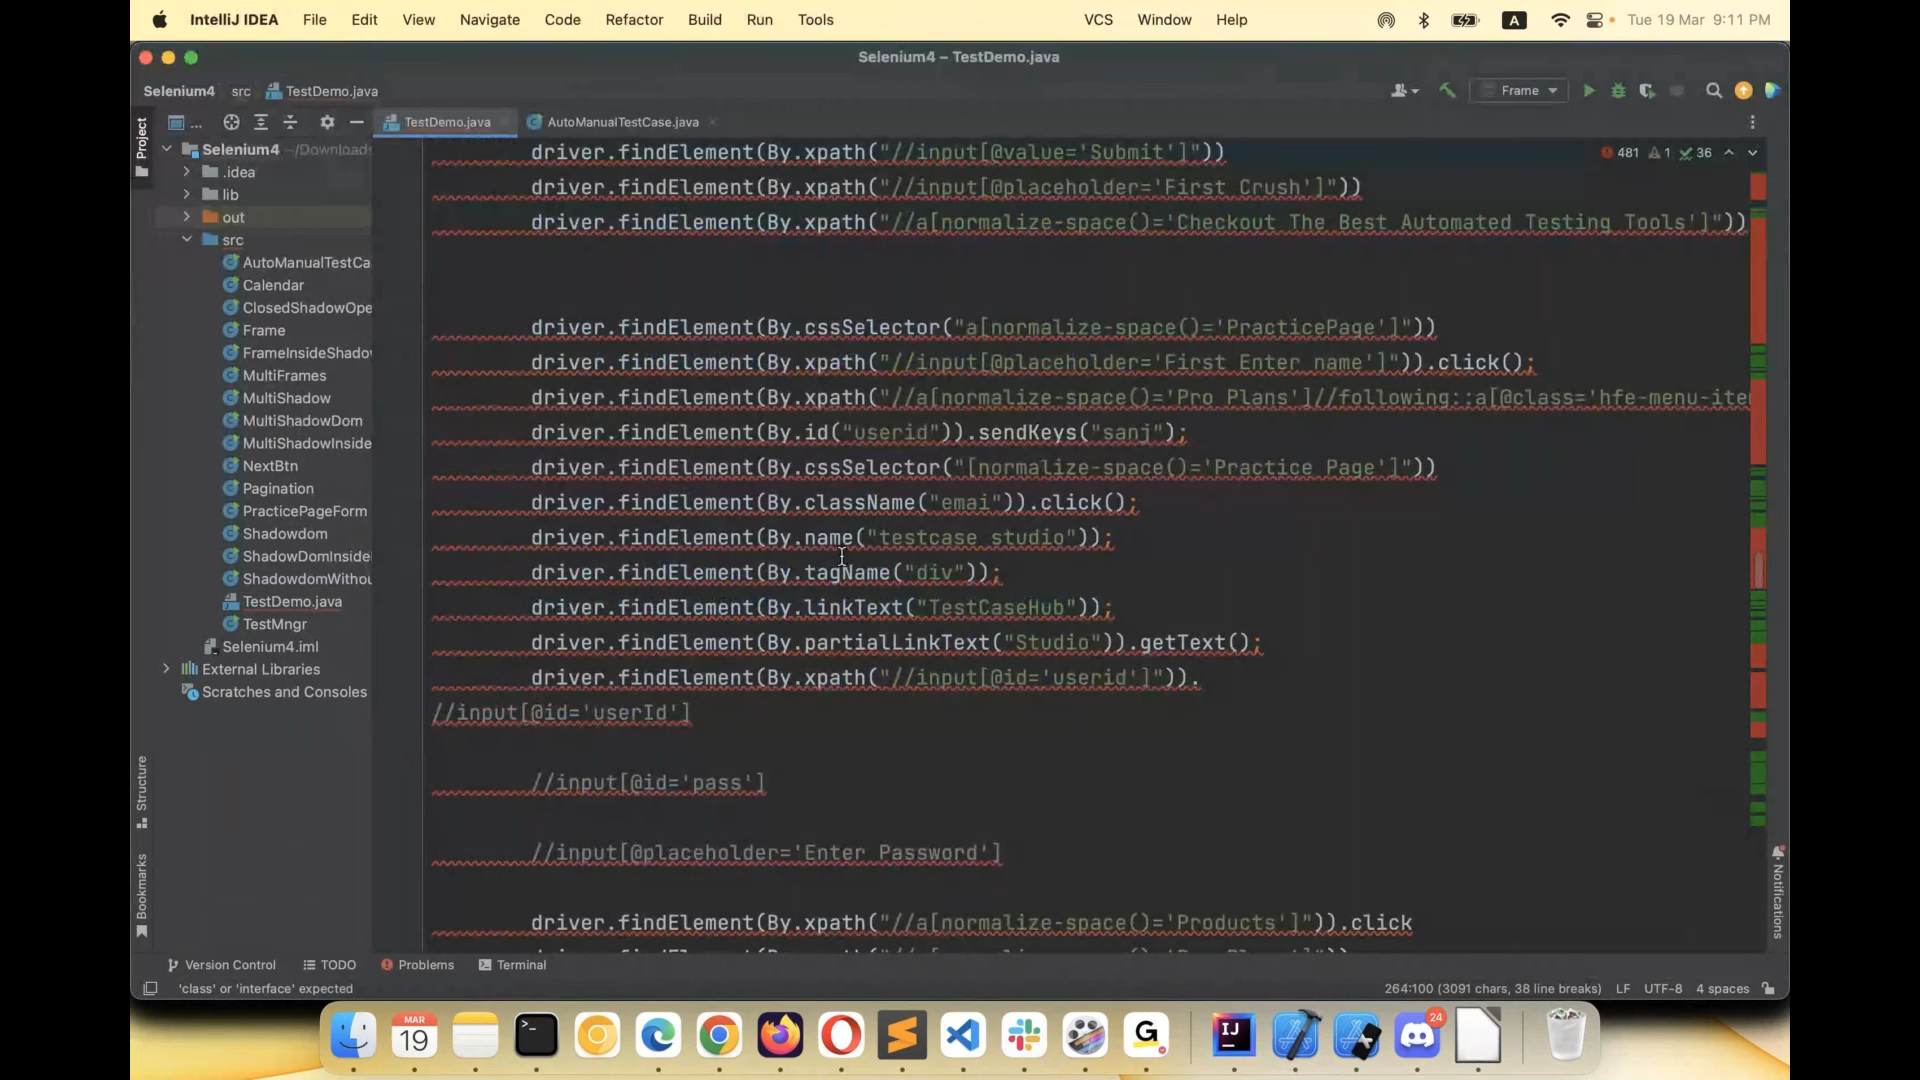 IntelliJ IDEA File Edit View Navigate Code Refactor Build Run Tools VCS Window Help A Tue 19 Mar 9:11 PM
Selenium4 – TestDemo.java
Selenium4 src TestDemo.java Frame
Project ... TestDemo.java AutoManualTestCase.java
Selenium4 ~/Downloads
.idea
lib
out
src
AutoManualTestCa
Calendar
ClosedShadowOpe
Frame
FrameInsideShado
MultiFrames
MultiShadow
MultiShadowDom
MultiShadowInside
NextBtn
Pagination
PracticePageForm
Shadowdom
ShadowDomInside
ShadowdomWithou
TestDemo.java
TestMngr
Selenium4.iml
External Libraries
Scratches and Consoles
Structure
Bookmarks
481 1 36
driver.findElement(By.xpath("//input[@value='Submit']"))
driver.findElement(By.xpath("//input[@placeholder='First Crush']"))
driver.findElement(By.xpath("//a[normalize-space()='Checkout The Best Automated Testing Tools']"))
driver.findElement(By.cssSelector("a[normalize-space()='PracticePage']"))
driver.findElement(By.xpath("//input[@placeholder='First Enter name']")).click();
driver.findElement(By.xpath("//a[normalize-space()='Pro Plans']//following::a[@class='hfe-menu-ite
driver.findElement(By.id("userid")).sendKeys("sanj");
driver.findElement(By.cssSelector("[normalize-space()='Practice Page']"))
driver.findElement(By.className("emai")).click();
driver.findElement(By.name("testcase studio"));
driver.findElement(By.tagName("div"));
driver.findElement(By.linkText("TestCaseHub"));
driver.findElement(By.partialLinkText("Studio")).getText();
driver.findElement(By.xpath("//input[@id='userid']")).
//input[@id='userId']
//input[@id='pass']
//input[@placeholder='Enter Password']
driver.findElement(By.xpath("//a[normalize-space()='Products']")).click
Notifications
Version Control TODO Problems Terminal
'class' or 'interface' expected 264:100 (3091 chars, 38 line breaks) LF UTF-8 4 spaces
MAR
19
G
IJ
24